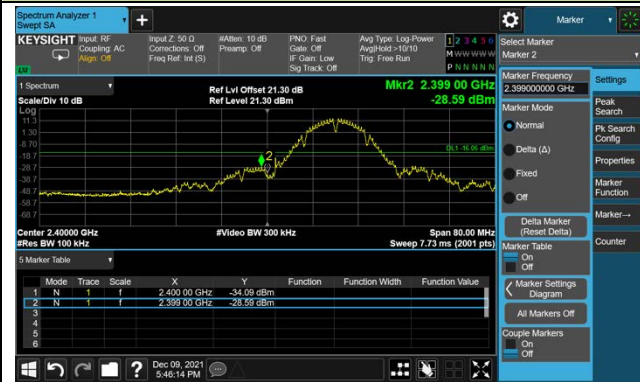 Spectrum Analyzer 1
Swept SA
+
Marker
KEYSIGHT
Input: RF
Coupling: AC
Align: Off
Input Z: 50 Ω
Corrections: Off
Freq Ref: Int (S)
#Atten: 10 dB
Preamp: Off
PNO: Fast
Gate: Off
IF Gain: Low
Sig Track: Off
Avg Type: Log-Power
Avg|Hold:>10/10
Trig: Free Run
1 2 3 4 5 6
M W W W W W
P N N N N N
LXI
Select Marker
Marker 2
1 Spectrum
Scale/Div 10 dB
Log
Ref Lvl Offset 21.30 dB
Ref Level 21.30 dBm
Mkr2 2.399 00 GHz
-28.59 dBm
11.3
1.30
-8.70
-18.7
-28.7
-38.7
-48.7
-58.7
-68.7
2
DL1 -16.06 dBm
Center 2.40000 GHz
#Res BW 100 kHz
#Video BW 300 kHz
Span 80.00 MHz
Sweep 7.73 ms (2001 pts)
5 Marker Table
Mode Trace Scale X Y Function Function Width Function Value
1 N 1 f 2.400 00 GHz -34.09 dBm
2 N 1 f 2.399 00 GHz -28.59 dBm
3
4
5
6
Marker Frequency
2.399000000 GHz
Marker Mode
Normal
Delta (Δ)
Fixed
Off
Delta Marker
(Reset Delta)
Marker Table
On
Off
Marker Settings
Diagram
All Markers Off
Couple Markers
On
Off
Settings
Peak
Search
Pk Search
Config
Properties
Marker
Function
Marker→
Counter
?
Dec 09, 2021
5:46:14 PM